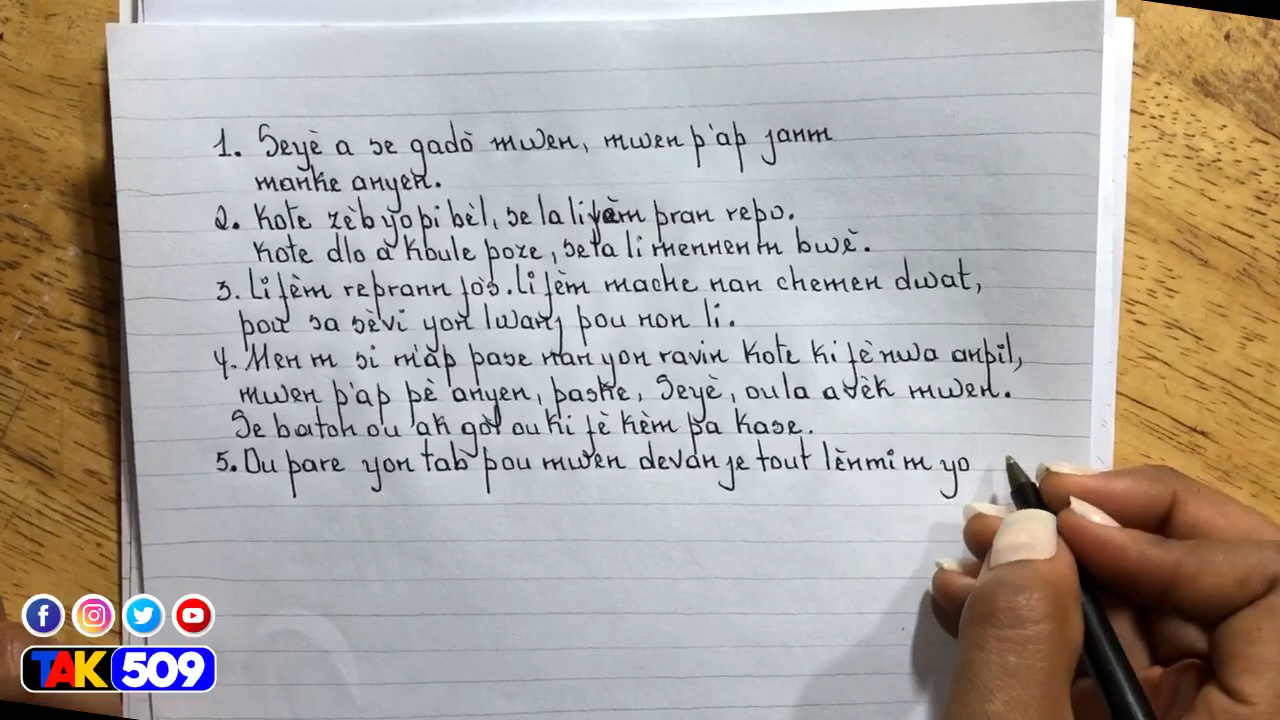 1. Seyè a se gadò mwen, mwen p'ap janm
manke anyen.
2. Kote zèb yo pi bèl, se la li fèm pran repo.
Kote dlo a koule poze, se la li mennen m bwè.
3. Li fèm reprann fòs. Li fèm mache nan chemen dwat,
pou sa sèvi yon lwanj pou non li.
4. Menm si m'ap pase nan yon ravin kote ki fè nwa anpil,
mwen p'ap pè anyen, paske, Seyè, ou la avèk mwen.
Se baton ou ak gòl ou ki fè kèm pa kase.
5. Ou pare yon tab pou mwen devan je tout lènmi m yo
TAK 509